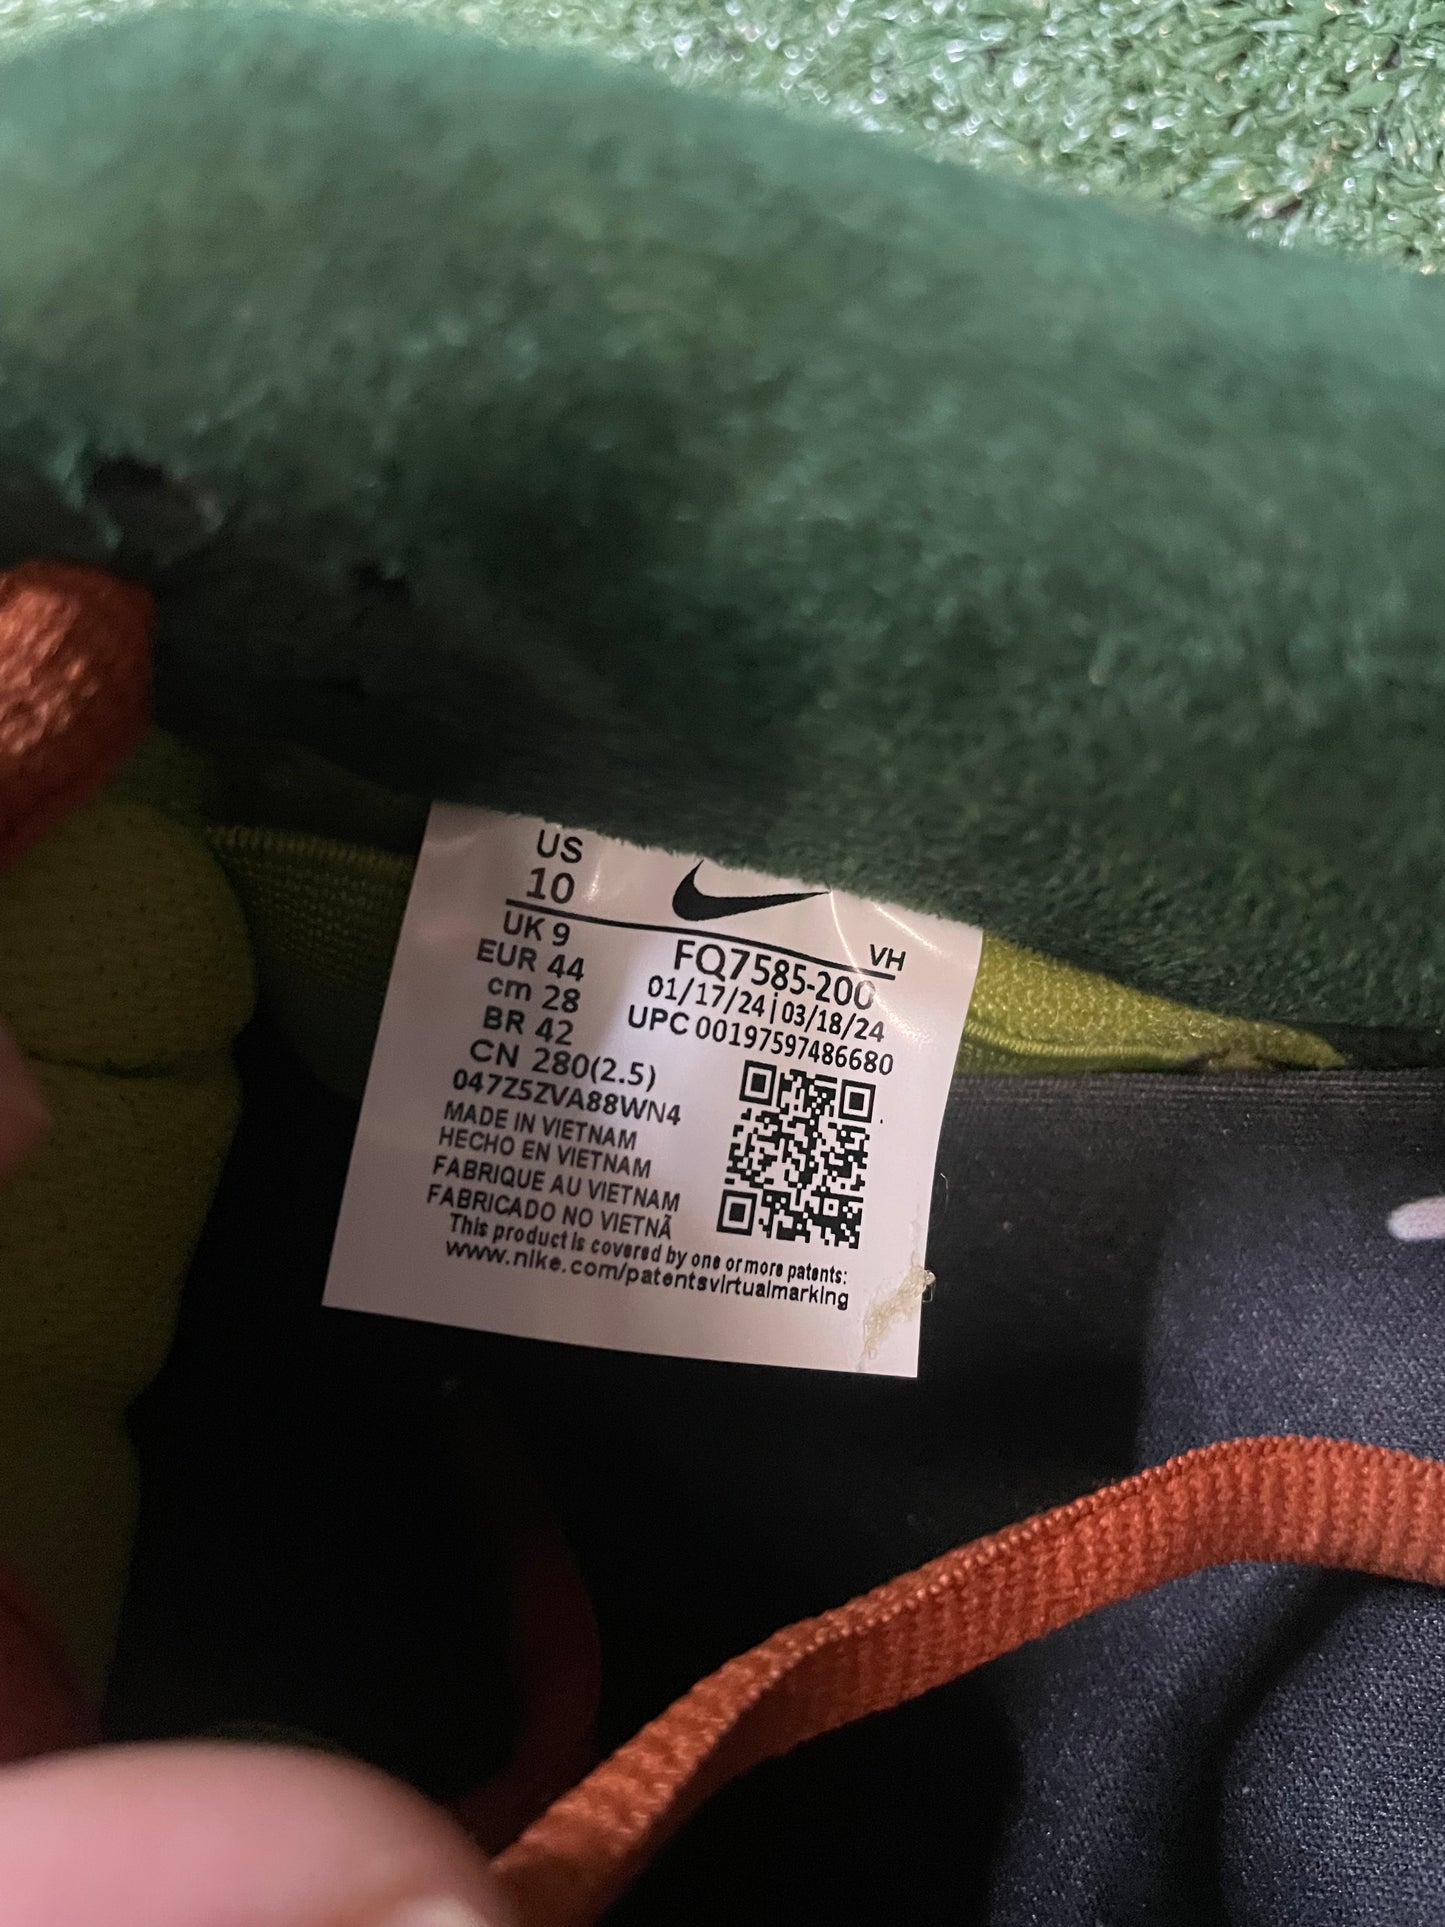 US
10
UK 9
EUR 44
cm 28
BR 42
CN 280(2.5)
047Z5ZVA88WN4
MADE IN VIETNAM
HECHO EN VIETNAM
FABRIQUE AU VIETNAM
FABRICADO NO VIETNÃ
VH
FQ7585-200
01/17/24 | 03/18/24
UPC 00197597486680
This product is covered by one or more patents:
www.nike.com/patentsvirtualmarking